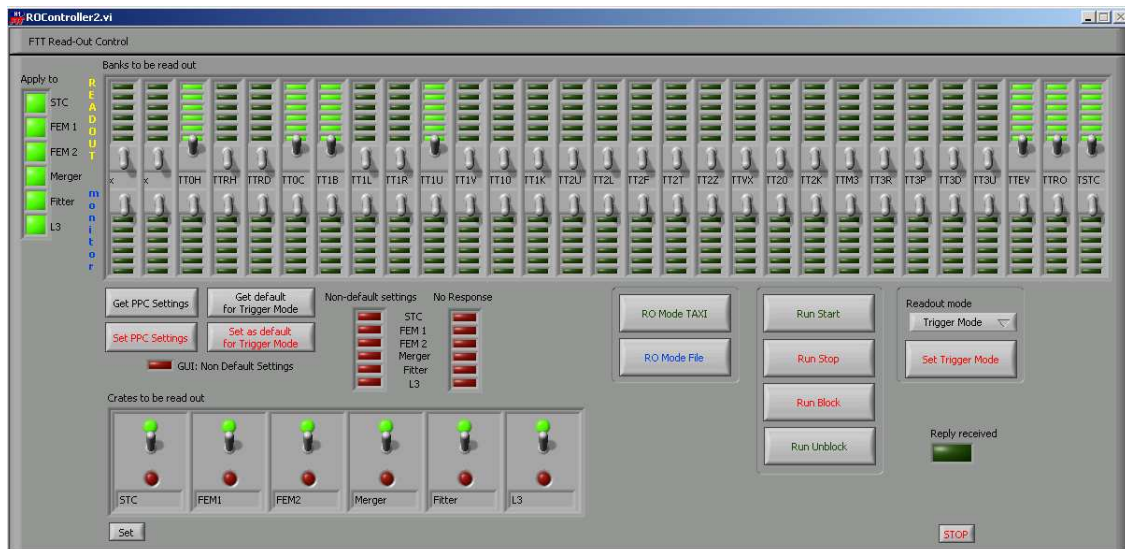 ROController2.vi
FTT Read-Out Control
Banks to be read out
Apply to
STC
FEM 1
FEM 2
Merger
Fitter
L3
READOUT
monitor
x x TT0H TTRH TTRD TT0C TT1B TT1L TT1R TT1U TT1V TT10 TT1K TT2U TT2L TT2F TT2T TT2Z TTVX TT20 TT2K TTM3 TT3R TT3P TT3D TT3U TTEV TTRO TSTC
Get PPC Settings
Get default
for Trigger Mode
Set PPC Settings
Set as default
for Trigger Mode
GUI: Non Default Settings
Non-default settings No Response
STC
FEM 1
FEM 2
Merger
Fitter
L3
RO Mode TAXI
RO Mode File
Run Start
Run Stop
Run Block
Run Unblock
Readout mode
Trigger Mode
Set Trigger Mode
Reply received
Crates to be read out
STC FEM1 FEM2 Merger Fitter L3
Set
STOP